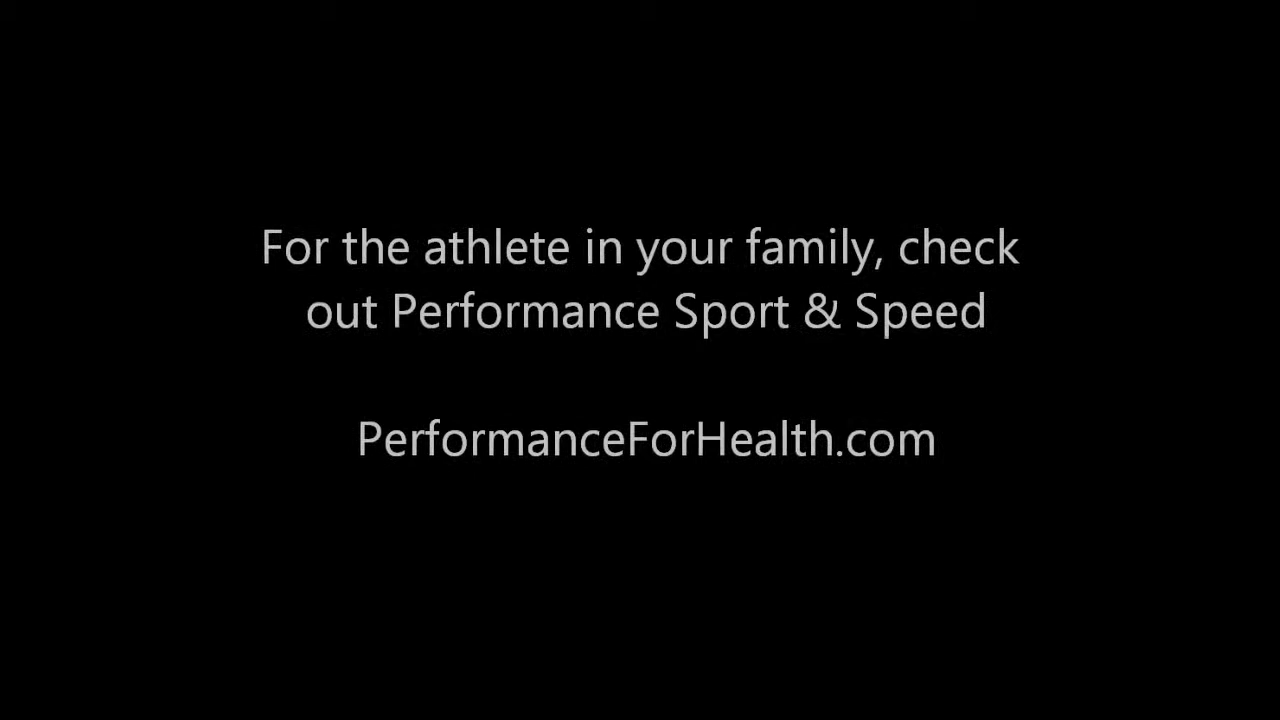 For the athlete in your family, check
out Performance Sport & Speed
PerformanceForHealth.com